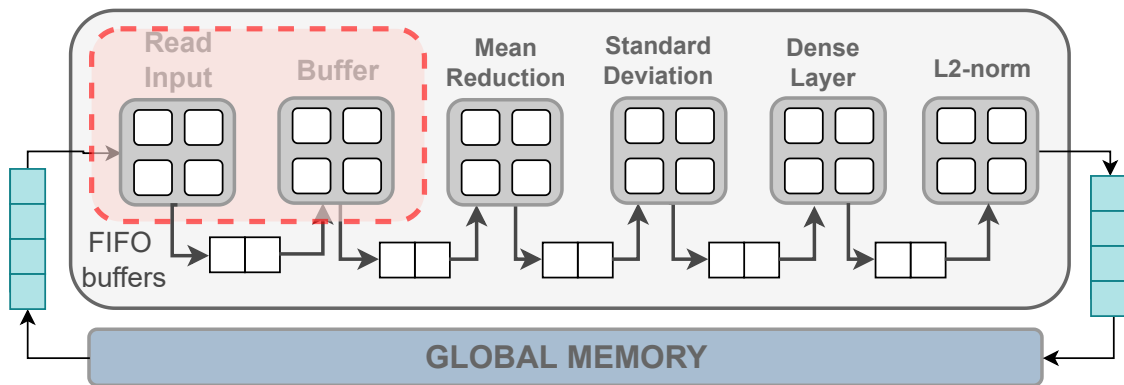 Read
Input
Buffer
Mean
Reduction
Standard
Deviation
Dense
Layer
L2-norm
FIFO
buffers
GLOBAL MEMORY